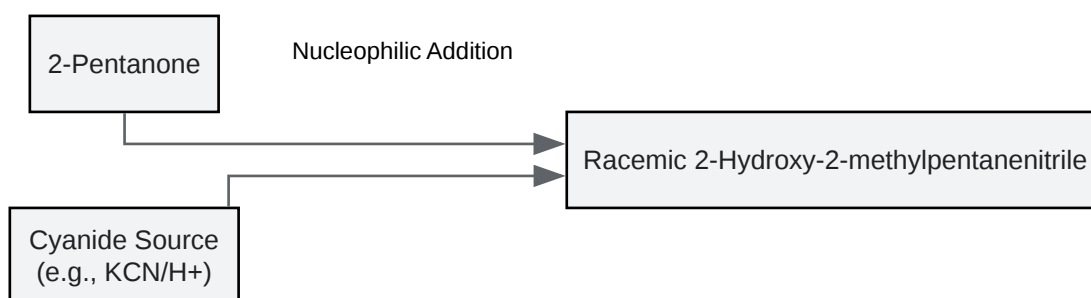 2-Pentanone
Nucleophilic Addition
Racemic 2-Hydroxy-2-methylpentanenitrile
Cyanide Source
(e.g., KCN/H+)